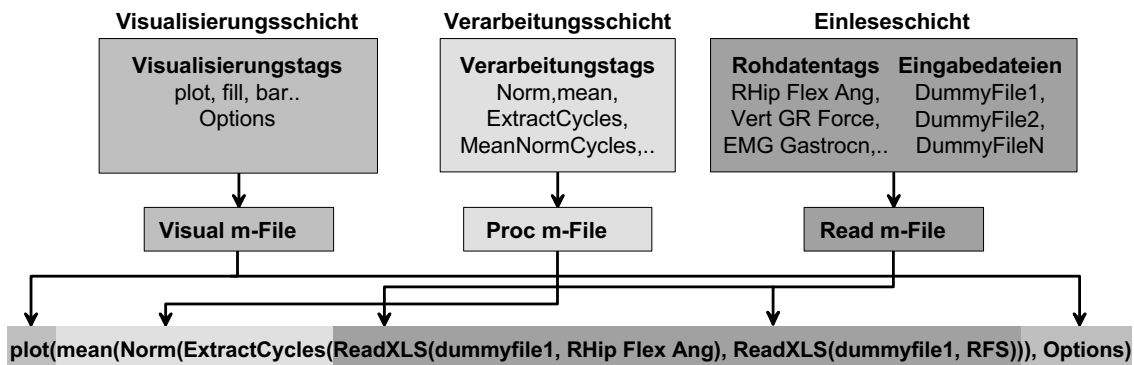 Visualisierungsschicht
Visualisierungstags
plot, fill, bar..
Options
Visual m-File
Verarbeitungsschicht
Verarbeitungstags
Norm,mean,
ExtractCycles,
MeanNormCycles,..
Proc m-File
Einleseschicht
Rohdatentags
RHip Flex Ang,
Vert GR Force,
EMG Gastrocn,..
Eingabedateien
DummyFile1,
DummyFile2,
DummyFileN
Read m-File
plot(mean(Norm(ExtractCycles(ReadXLS(dummyfile1, RHip Flex Ang), ReadXLS(dummyfile1, RFS))), Options)